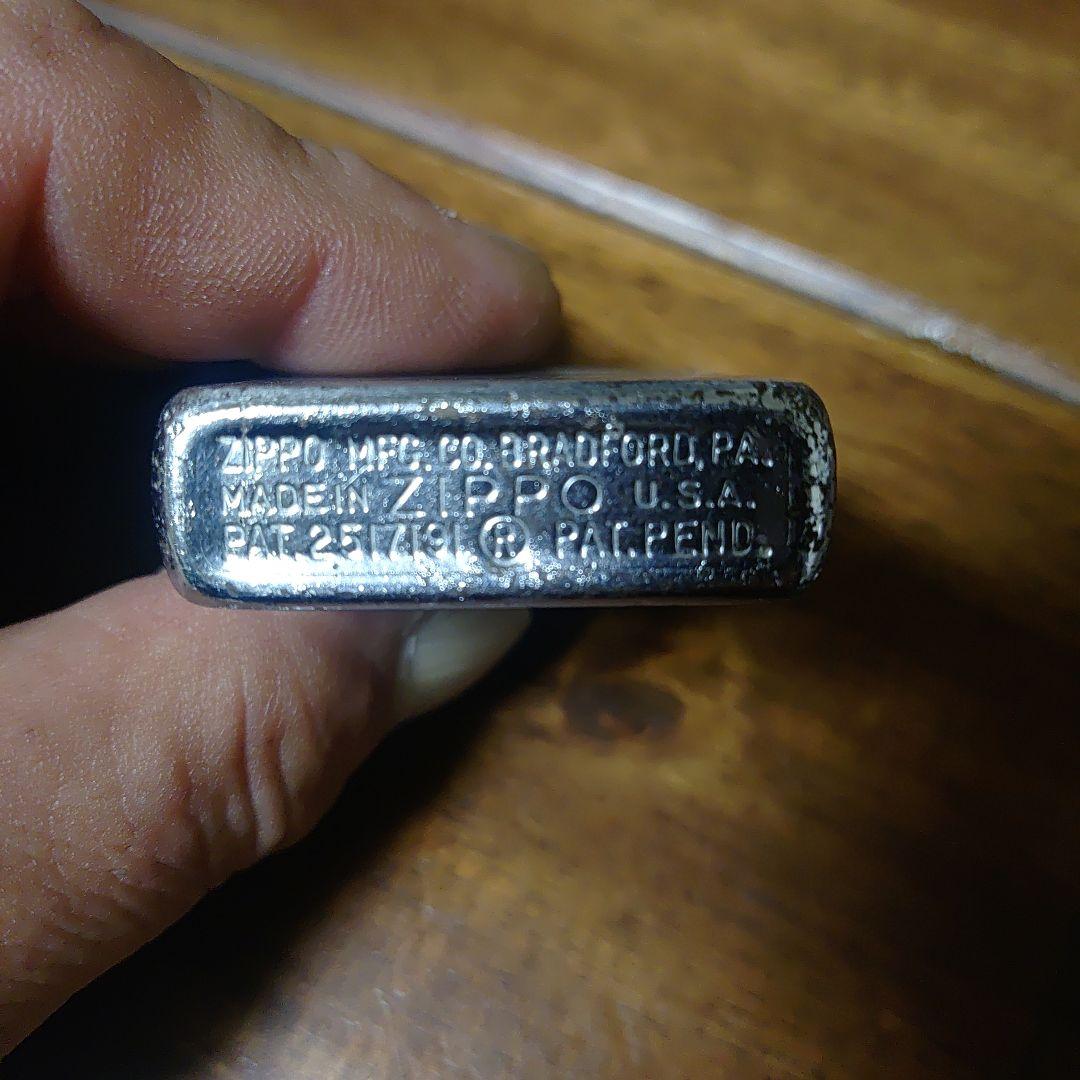 ZIPPO MFG. CO. BRADFORD, PA.
MADE IN ZIPPO U.S.A.
PAT. 2517191 ® PAT. PEND.